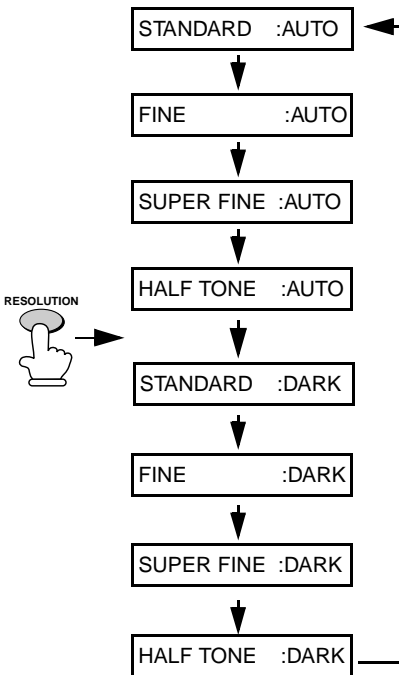 STANDARD :AUTO
FINE :AUTO
SUPER FINE :AUTO
HALF TONE :AUTO
RESOLUTION
STANDARD :DARK
FINE :DARK
SUPER FINE :DARK
HALF TONE :DARK